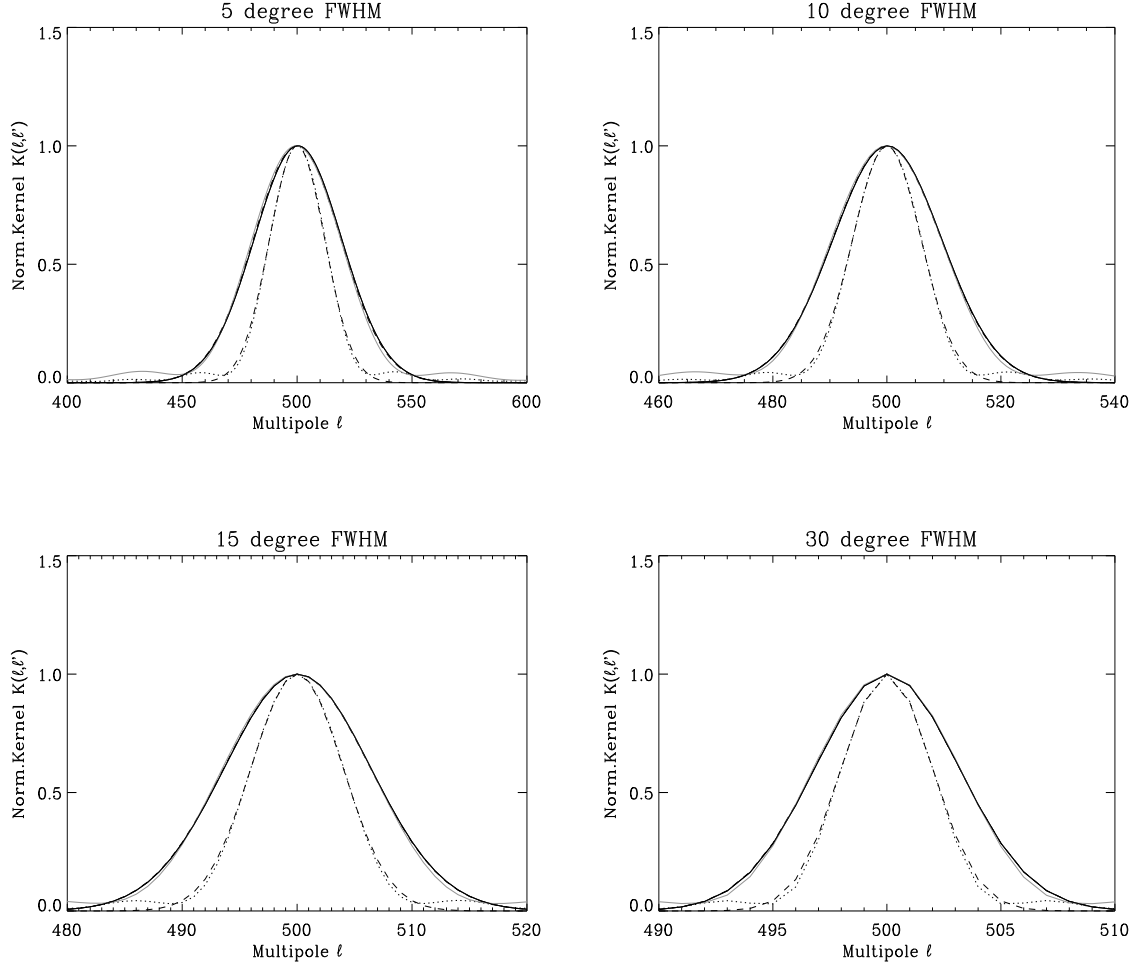 5 degree FWHM
1.5
1.0
0.5
0.0
Norm.Kernel K(ℓ,ℓ')
400 450 500 550 600
Multipole ℓ
10 degree FWHM
1.5
1.0
0.5
0.0
Norm.Kernel K(ℓ,ℓ')
460 480 500 520 540
Multipole ℓ
15 degree FWHM
1.5
1.0
0.5
0.0
Norm.Kernel K(ℓ,ℓ')
480 490 500 510 520
Multipole ℓ
30 degree FWHM
1.5
1.0
0.5
0.0
Norm.Kernel K(ℓ,ℓ')
490 495 500 505 510
Multipole ℓ